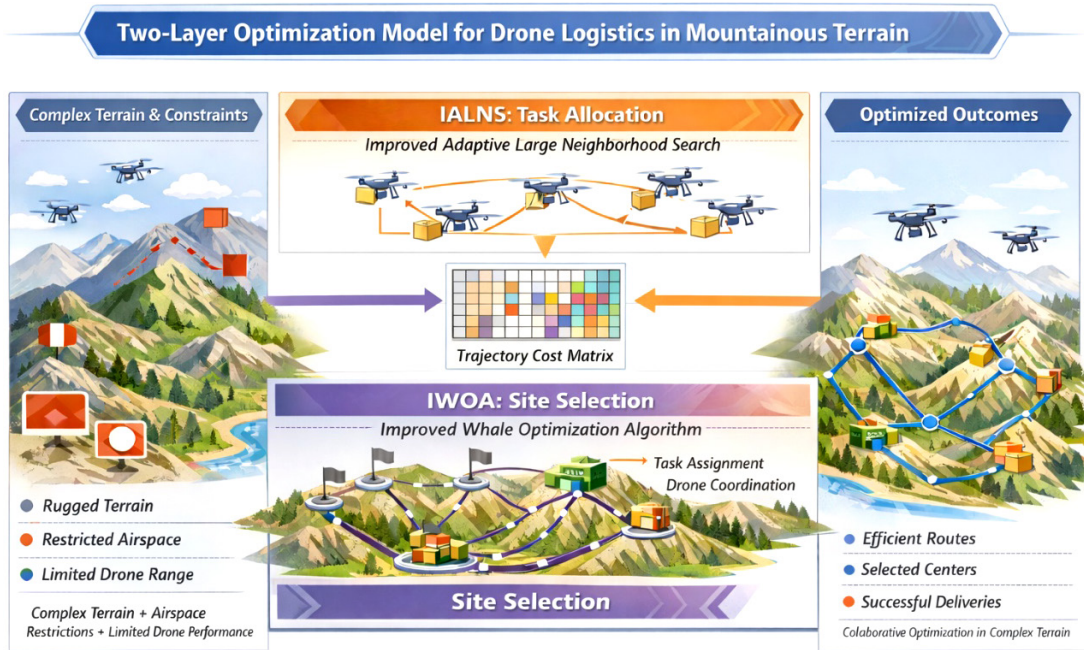 Two-Layer Optimization Model for Drone Logistics in Mountainous Terrain
Complex Terrain & Constraints
Rugged Terrain
Restricted Airspace
Limited Drone Range
Complex Terrain + Airspace
Restrictions + Limited Drone Performance
IALNS: Task Allocation
Improved Adaptive Large Neighborhood Search
Trajectory Cost Matrix
IWOA: Site Selection
Improved Whale Optimization Algorithm
Task Assignment
Drone Coordination
Site Selection
Optimized Outcomes
Efficient Routes
Selected Centers
Successful Deliveries
Colaborative Optimization in Complex Terrain